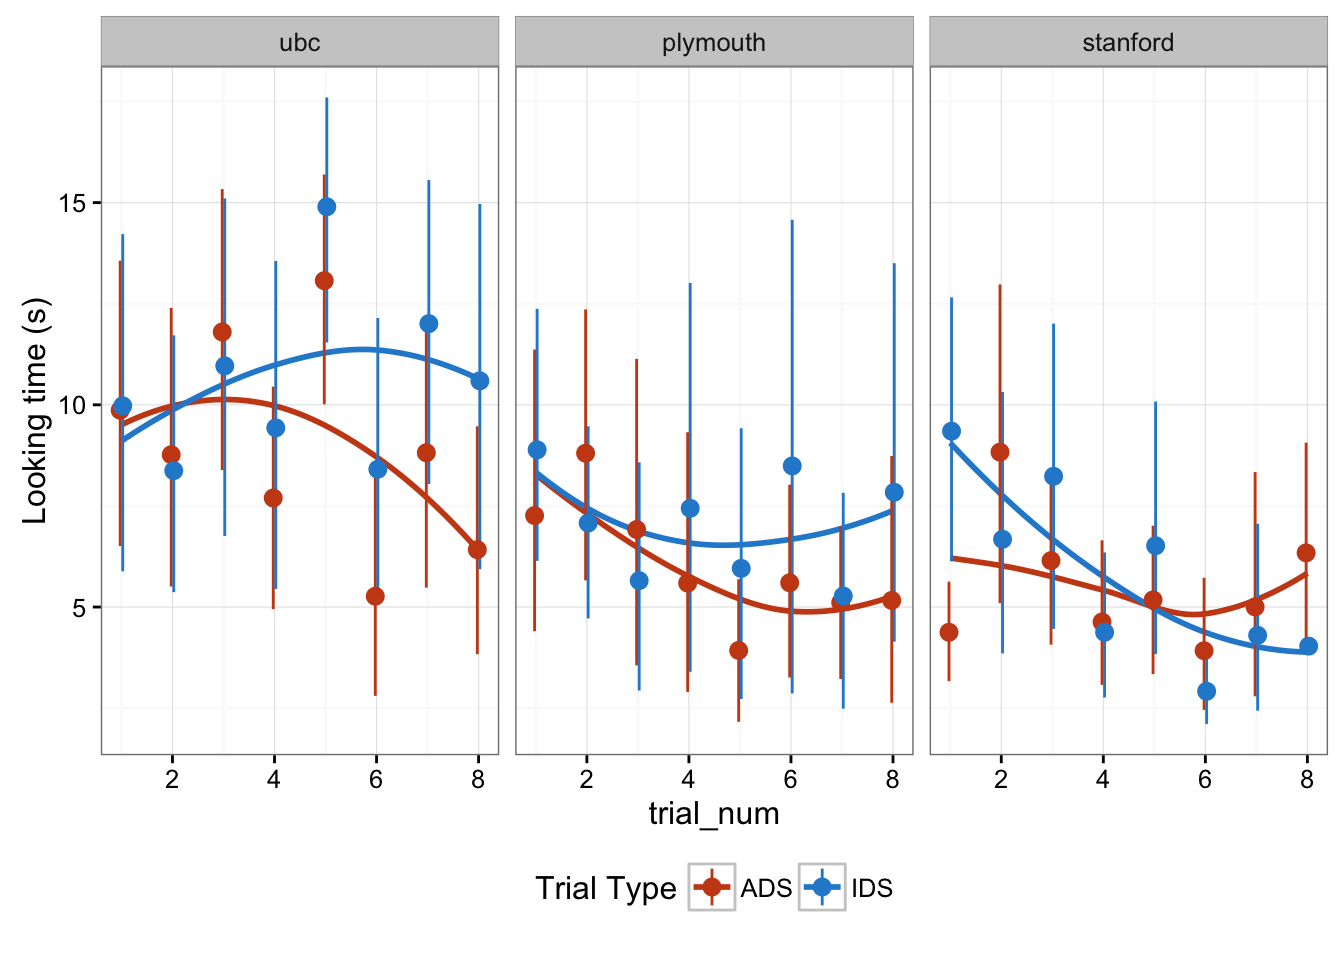 ubc plymouth stanford
Looking time (s)
15
10
5
2 4 6 8 2 4 6 8 2 4 6 8
trial_num
Trial Type ADS IDS